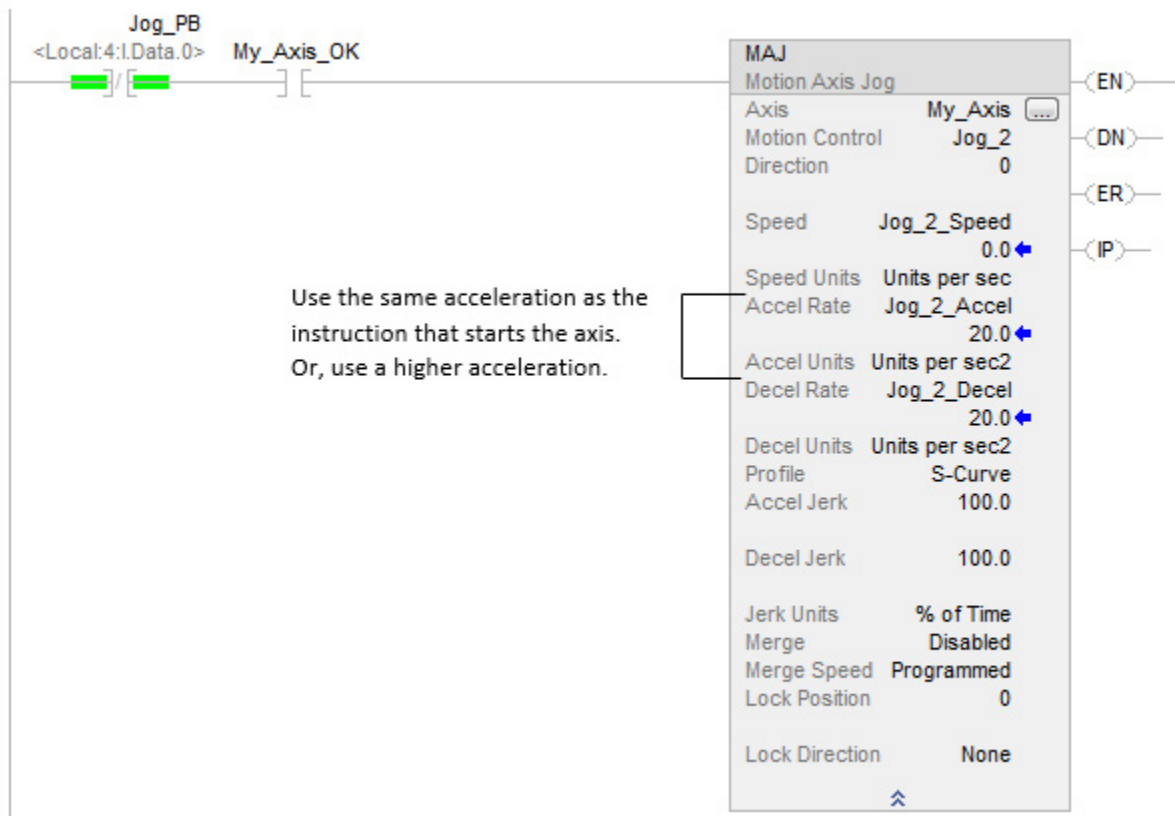 Jog_PB
<Local:4:I.Data.0> My_Axis_OK
MAJ
Motion Axis Jog
Axis My_Axis ...
Motion Control Jog_2
Direction 0
Speed Jog_2_Speed
0.0
Speed Units Units per sec
Accel Rate Jog_2_Accel
20.0
Accel Units Units per sec2
Decel Rate Jog_2_Decel
20.0
Decel Units Units per sec2
Profile S-Curve
Accel Jerk 100.0
Decel Jerk 100.0
Jerk Units % of Time
Merge Disabled
Merge Speed Programmed
Lock Position 0
Lock Direction None
EN
DN
ER
IP
Use the same acceleration as the
instruction that starts the axis.
Or, use a higher acceleration.